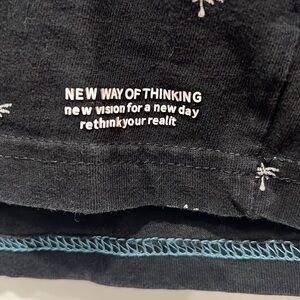 NEW WAY OF THINKING
new vision for a new day
rethinkyour realit